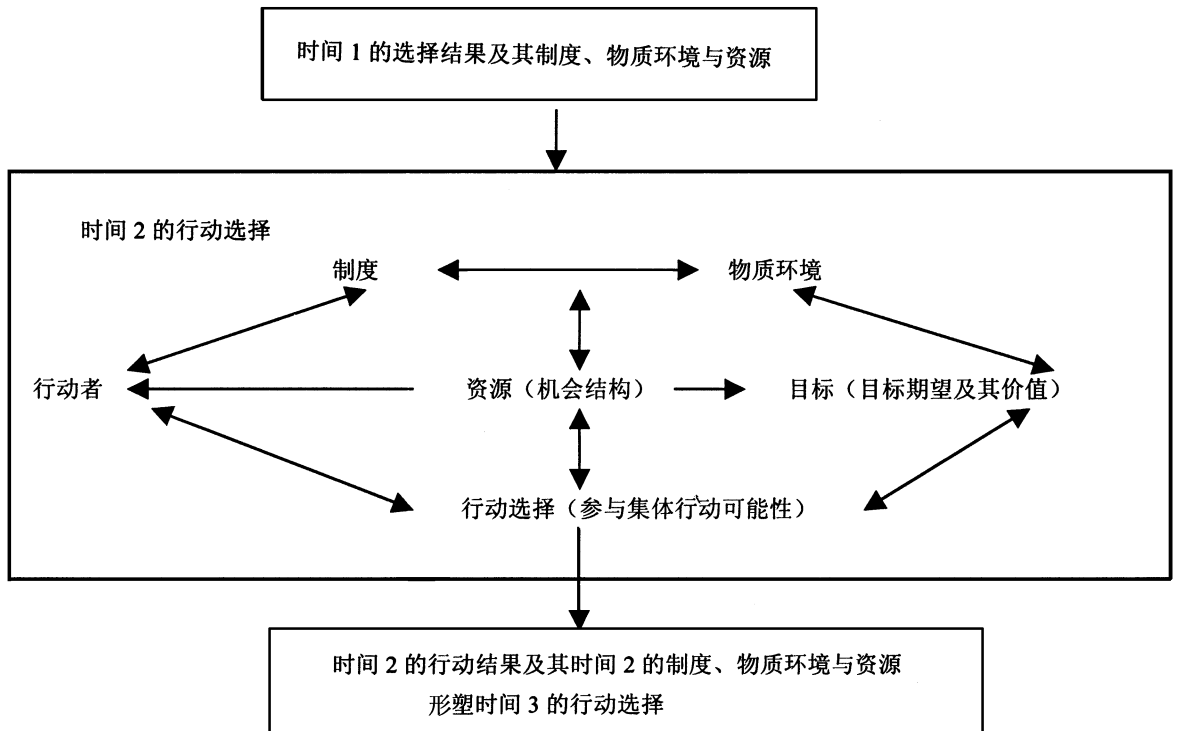 时间 1 的选择结果及其制度、物质环境与资源
时间 2 的行动选择
制度
物质环境
行动者
资源（机会结构）
目标（目标期望及其价值）
行动选择（参与集体行动可能性）
时间 2 的行动结果及其时间 2 的制度、物质环境与资源
形塑时间 3 的行动选择